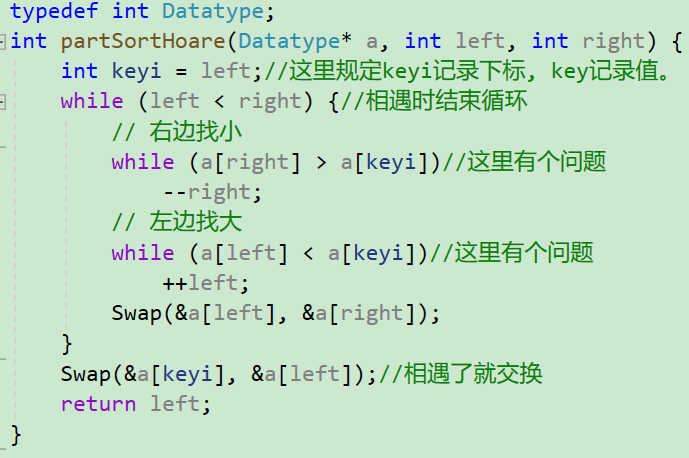 typedef int Datatype;
int partSortHoare(Datatype* a, int left, int right) {
    int keyi = left;//这里规定keyi记录下标, key记录值。
    while (left < right) {//相遇时结束循环
        // 右边找小
        while (a[right] > a[keyi])//这里有个问题
            --right;
        // 左边找大
        while (a[left] < a[keyi])//这里有个问题
            ++left;
        Swap(&a[left], &a[right]);
    }
    Swap(&a[keyi], &a[left]);//相遇了就交换
    return left;
}